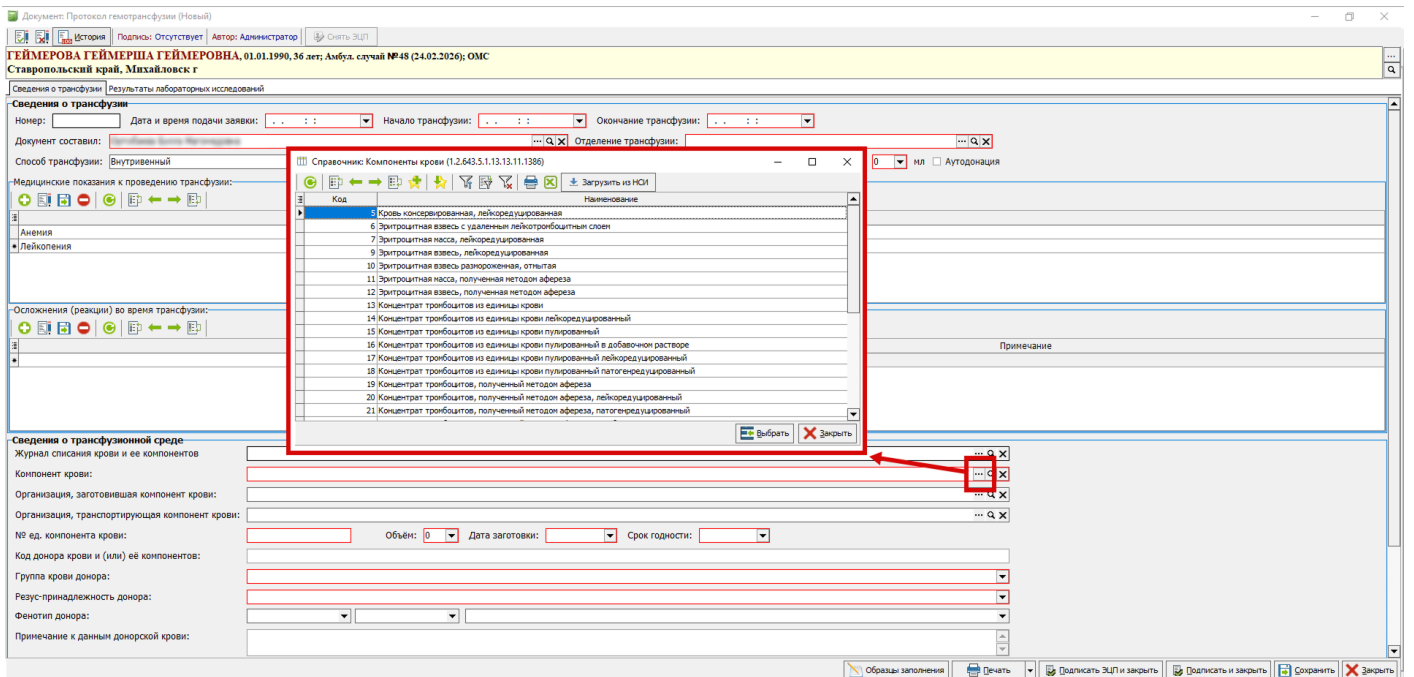 Документ: Протокол гемотрансфузии (Новый)
История Подпись: Отсутствует Автор: Администратор Снять ЭЦП
ГЕЙМЕРОВА ГЕЙМЕРША ГЕЙМЕРОВНА, 01.01.1990, 36 лет; Амбул. случай №48 (24.02.2026); ОМС
Ставропольский край, Михайловск г
Сведения о трансфузии Результаты лабораторных исследований
Сведения о трансфузии
Номер: Дата и время подачи заявки: . . : : Начало трансфузии: . . : : Окончание трансфузии: . . : :
Документ составил: Отделение трансфузии:
Способ трансфузии: Внутривенный 0 мл Аутодонация
Медицинские показания к проведению трансфузии:
Анемия
Лейкопения
Осложнения (реакции) во время трансфузии:
Примечание
Справочник: Компоненты крови (1.2.643.5.1.13.13.11.1386)
Загрузить из НСИ
Код Наименование
5 Кровь консервированная, лейкоредуцированная
6 Эритроцитная взвесь с удаленным лейкотромбоцитным слоем
7 Эритроцитная масса, лейкоредуцированная
9 Эритроцитная взвесь, лейкоредуцированная
10 Эритроцитная взвесь размороженная, отмытая
11 Эритроцитная масса, полученная методом афереза
12 Эритроцитная взвесь, полученная методом афереза
13 Концентрат тромбоцитов из единицы крови
14 Концентрат тромбоцитов из единицы крови лейкоредуцированный
15 Концентрат тромбоцитов из единицы крови пулированный
16 Концентрат тромбоцитов из единицы крови пулированный в добавочном растворе
17 Концентрат тромбоцитов из единицы крови пулированный лейкоредуцированный
18 Концентрат тромбоцитов из единицы крови пулированный патогенредуцированный
19 Концентрат тромбоцитов, полученный методом афереза
20 Концентрат тромбоцитов, полученный методом афереза, лейкоредуцированный
21 Концентрат тромбоцитов, полученный методом афереза, патогенредуцированный
Выбрать Закрыть
Сведения о трансфузионной среде
Журнал списания крови и ее компонентов
Компонент крови:
Организация, заготовившая компонент крови:
Организация, транспортирующая компонент крови:
№ ед. компонента крови: Объём: 0 Дата заготовки: Срок годности:
Код донора крови и (или) её компонентов:
Группа крови донора:
Резус-принадлежность донора:
Фенотип донора:
Примечание к данным донорской крови:
Образцы заполнения Печать Подписать ЭЦП и закрыть Подписать и закрыть Сохранить Закрыть